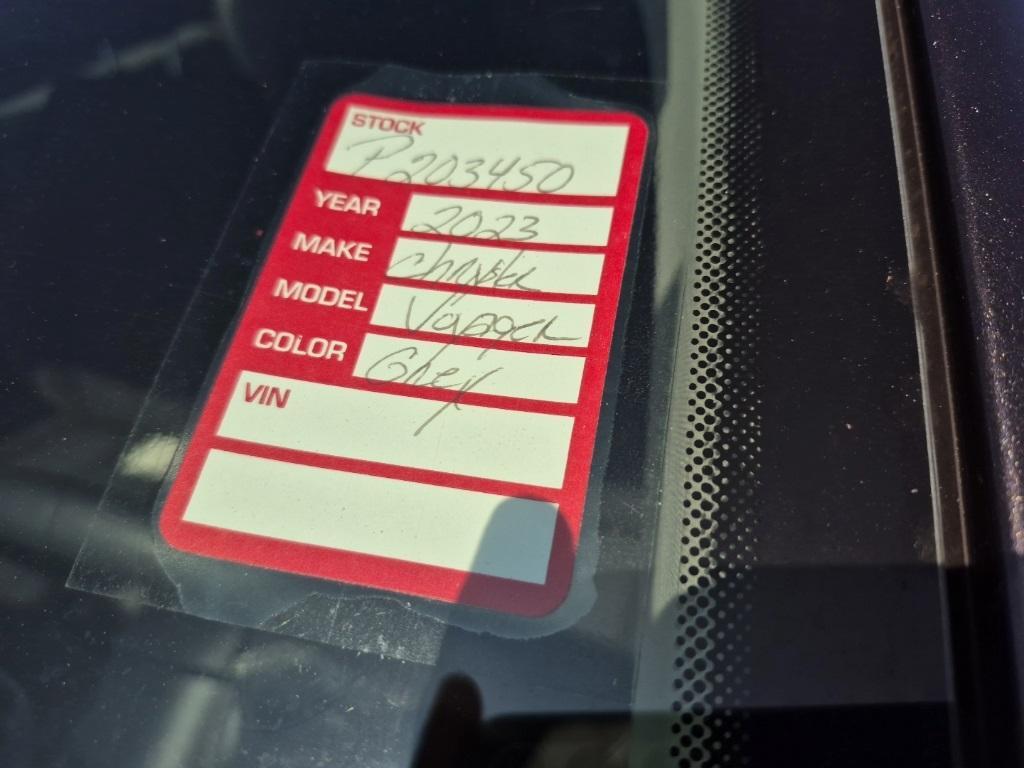 STOCK
P203450
YEAR 2023
MAKE Chrysler
MODEL Voyager
COLOR Grey
VIN